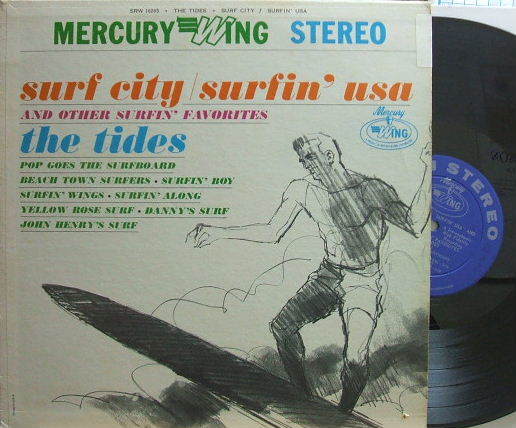 SRW 16265 • THE TIDES • SURF CITY / SURFIN' USA
MERCURY WING STEREO
surf city / surfin' usa
AND OTHER SURFIN' FAVORITES
the tides
Mercury
WING
POP GOES THE SURFBOARD
BEACH TOWN SURFERS • SURFIN' BOY
SURFIN' WINGS • SURFIN' ALONG
YELLOW ROSE SURF • DANNY'S SURF
JOHN HENRY'S SURF
STEREO
Mercury
WING